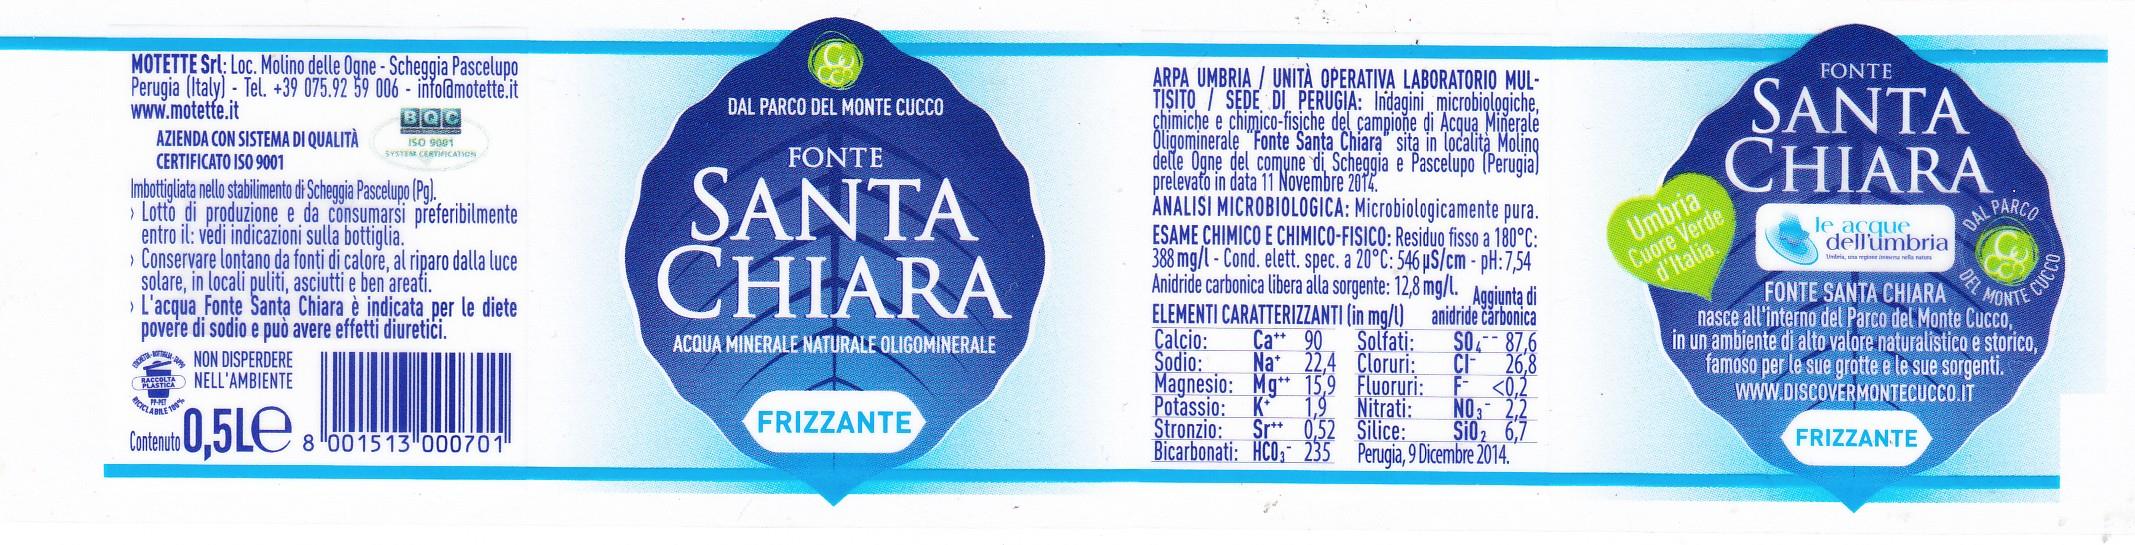 MOTETTE Srl: Loc. Molino delle Ogne - Scheggia Pascelupo
Perugia (Italy) - Tel. +39 075.92 59 006 - info@motette.it
www.motette.it
AZIENDA CON SISTEMA DI QUALITÀ
CERTIFICATO ISO 9001
BQC
ISO 9001
SYSTEM CERTIFICATION
Imbottigliata nello stabilimento di Scheggia Pascelupo (Pg).
› Lotto di produzione e da consumarsi preferibilmente
entro il: vedi indicazioni sulla bottiglia.
› Conservare lontano da fonti di calore, al riparo dalla luce
solare, in locali puliti, asciutti e ben areati.
› L'acqua Fonte Santa Chiara è indicata per le diete
povere di sodio e può avere effetti diuretici.
ETICHETTA - BOTTIGLIA - TAPPO
RACCOLTA
PLASTICA
PP-PET
RICICLABILE 100%
NON DISPERDERE
NELL'AMBIENTE
Contenuto 0,5L e
8 001513 000701
DAL PARCO DEL MONTE CUCCO
FONTE
SANTA
CHIARA
ACQUA MINERALE NATURALE OLIGOMINERALE
FRIZZANTE
ARPA UMBRIA / UNITÀ OPERATIVA LABORATORIO MUL-
TISITO / SEDE DI PERUGIA: Indagini microbiologiche,
chimiche e chimico-fisiche del campione di Acqua Minerale
Oligominerale "Fonte Santa Chiara" sita in località Molino
delle Ogne del comune di Scheggia e Pascelupo (Perugia)
prelevato in data 11 Novembre 2014.
ANALISI MICROBIOLOGICA: Microbiologicamente pura.
ESAME CHIMICO E CHIMICO-FISICO: Residuo fisso a 180°C:
388 mg/l - Cond. elett. spec. a 20°C: 546 µS/cm - pH: 7,54
Anidride carbonica libera alla sorgente: 12,8 mg/l.
Aggiunta di
anidride carbonica
ELEMENTI CARATTERIZZANTI (in mg/l)
Calcio: Ca⁺⁺ 90 Solfati: SO₄⁻⁻ 87,6
Sodio: Na⁺ 22,4 Cloruri: Cl⁻ 26,8
Magnesio: Mg⁺⁺ 15,9 Fluoruri: F⁻ <0,2
Potassio: K⁺ 1,9 Nitrati: NO₃⁻ 2,2
Stronzio: Sr⁺⁺ 0,52 Silice: SiO₂ 6,7
Bicarbonati: HCO₃⁻ 235 Perugia, 9 Dicembre 2014.
FONTE
SANTA
CHIARA
Umbria
Cuore Verde
d'Italia.
le acque
dell'umbria
Umbria, una regione immersa nella natura
DAL PARCO
DEL MONTE CUCCO
FONTE SANTA CHIARA
nasce all'interno del Parco del Monte Cucco,
in un ambiente di alto valore naturalistico e storico,
famoso per le sue grotte e le sue sorgenti.
WWW.DISCOVERMONTECUCCO.IT
FRIZZANTE